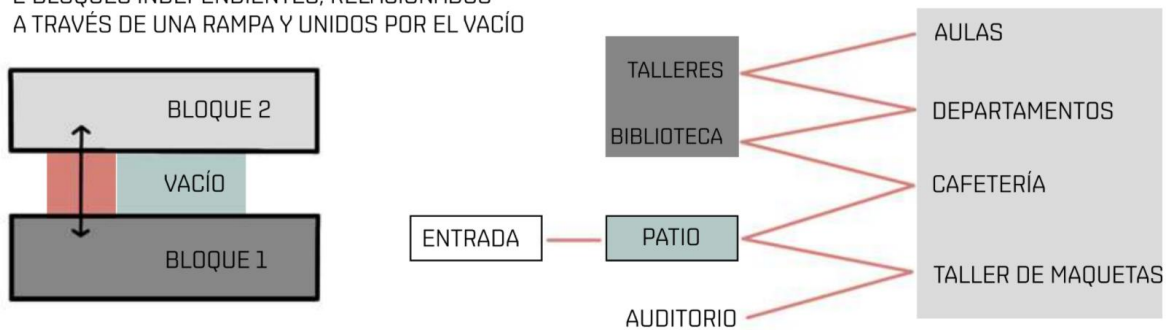 2 BLOQUES INDEPENDIENTES, RELACIONADOS
A TRAVÉS DE UNA RAMPA Y UNIDOS POR EL VACÍO
BLOQUE 2
VACÍO
BLOQUE 1
ENTRADA
TALLERES
BIBLIOTECA
PATIO
AUDITORIO
AULAS
DEPARTAMENTOS
CAFETERÍA
TALLER DE MAQUETAS